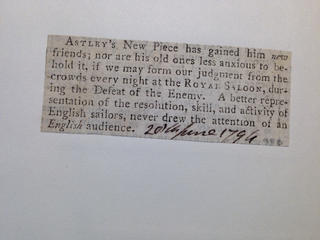 ASTLEY'S New Piece has gained him new
friends; nor are his old ones less anxious to be-
hold it, if we may form our judgment from the
crowds every night at the ROYAL SALOON, dur-
ing the Defeat of the Enemy. A better repre-
sentation of the resolution, skill, and activity of
English sailors, never drew the attention of an
English audience. 20th June 1794